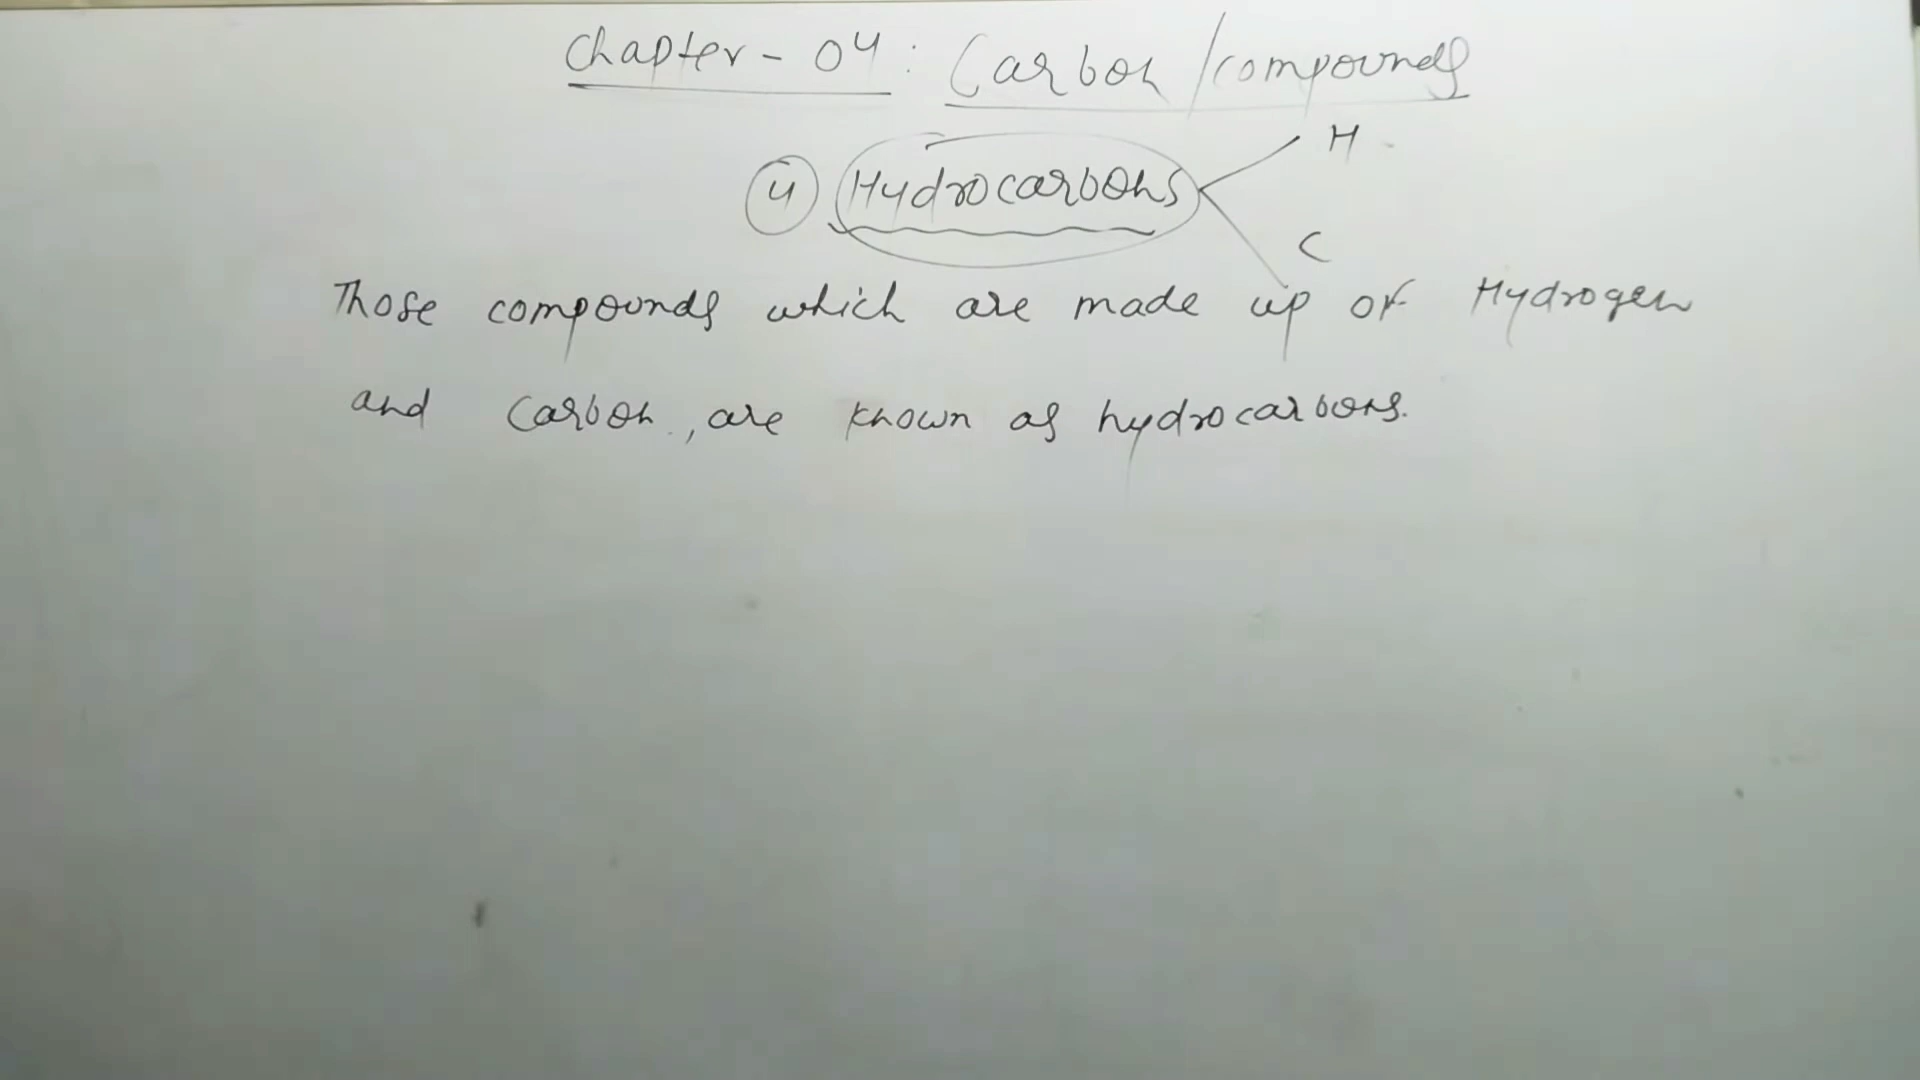 Chapter - 04 : Carbon / compounds
4 Hydrocarbons H
C
Those compounds which are made up of Hydrogen
and Carbon, are known as hydrocarbons.